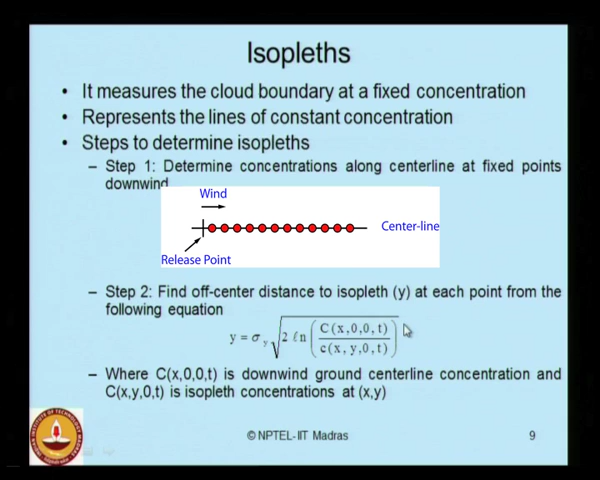 Isopleths
• It measures the cloud boundary at a fixed concentration
• Represents the lines of constant concentration
• Steps to determine isopleths
– Step 1: Determine concentrations along centerline at fixed points
downwind
Wind
Center-line
Release Point
– Step 2: Find off-center distance to isopleth (y) at each point from the
following equation
y = σ_y √(2 ℓn (C(x,0,0,t) / c(x,y,0,t)))
– Where C(x,0,0,t) is downwind ground centerline concentration and
C(x,y,0,t) is isopleth concentrations at (x,y)
© NPTEL-IIT Madras
9